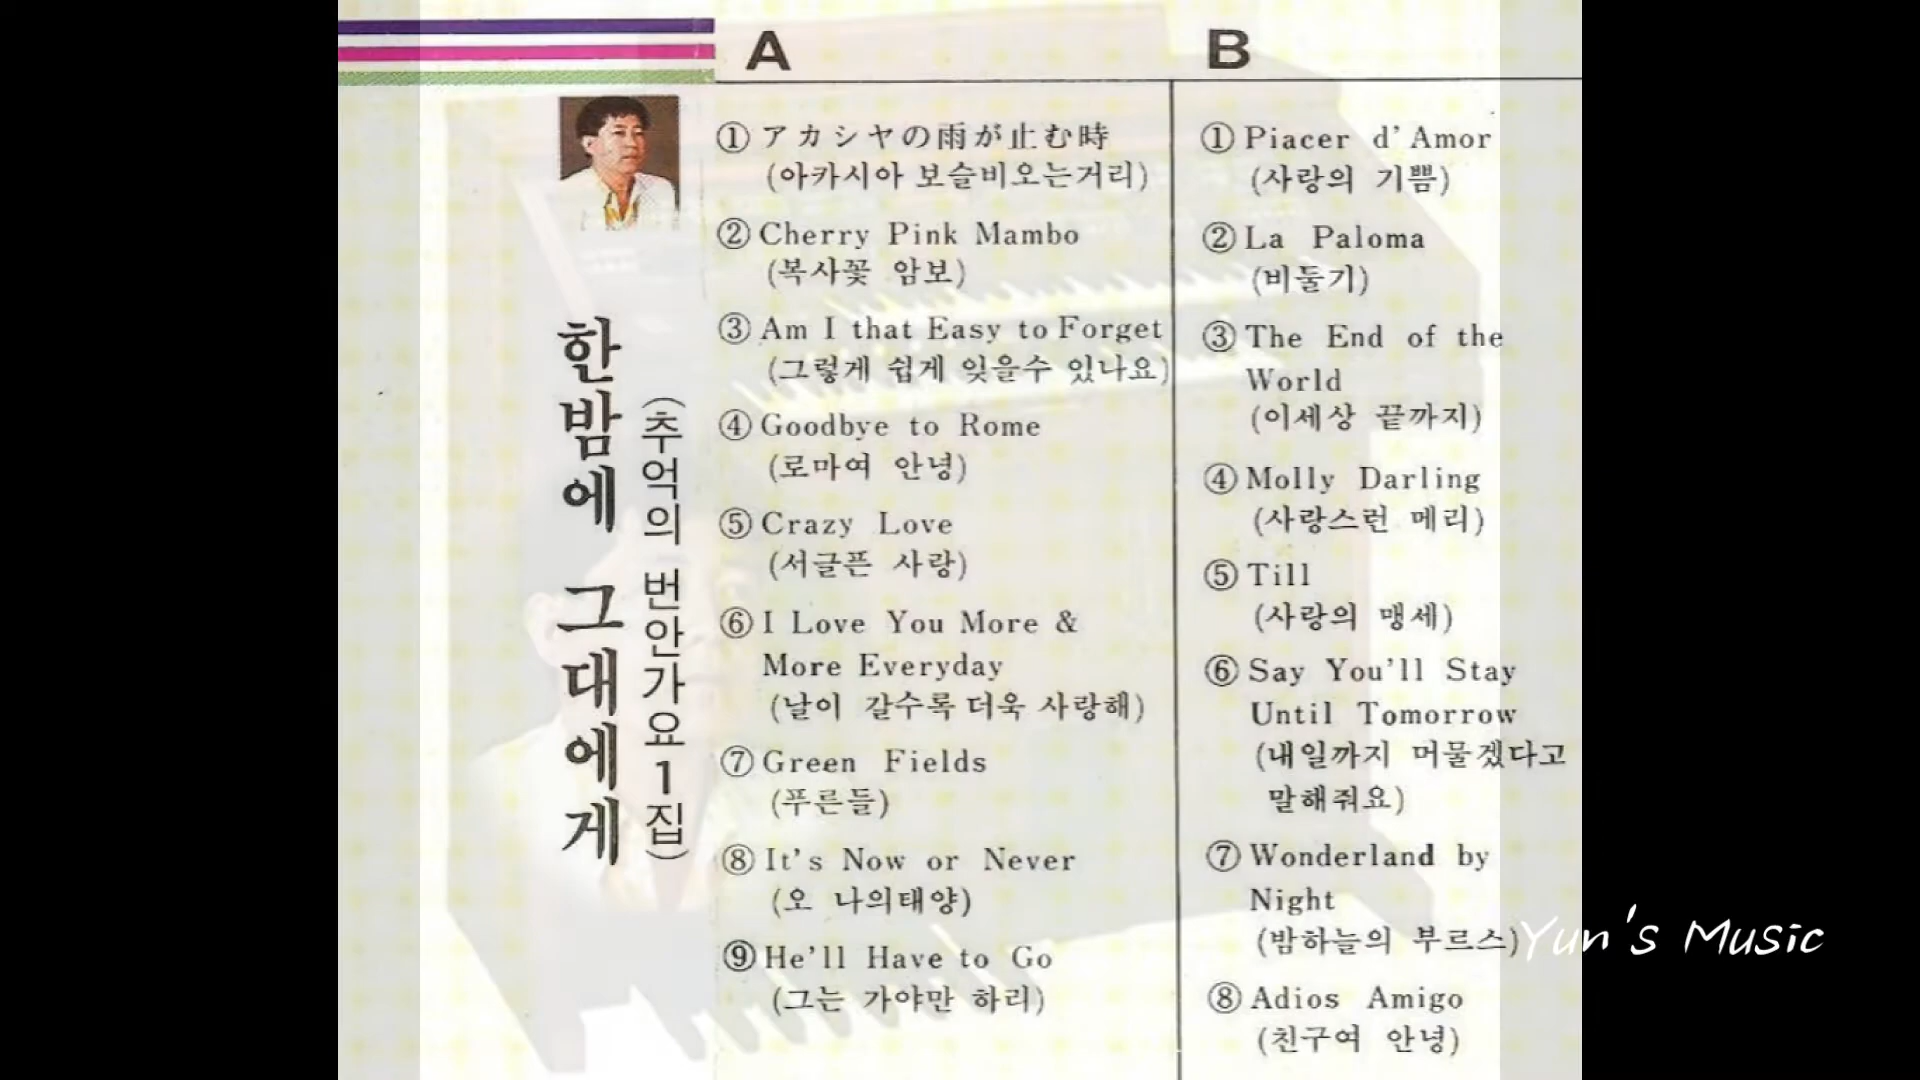 한밤에 그대에게
(추억의 번안가요1집)
A
① アカシヤの雨が止む時
(아카시아 보슬비오는거리)
② Cherry Pink Mambo
(복사꽃 맘보)
③ Am I that Easy to Forget
(그렇게 쉽게 잊을수 있나요)
④ Goodbye to Rome
(로마여 안녕)
⑤ Crazy Love
(서글픈 사랑)
⑥ I Love You More &
More Everyday
(날이 갈수록 더욱 사랑해)
⑦ Green Fields
(푸른들)
⑧ It's Now or Never
(오 나의태양)
⑨ He'll Have to Go
(그는 가야만 하리)
B
① Piacer d'Amor
(사랑의 기쁨)
② La Paloma
(비둘기)
③ The End of the
World
(이세상 끝까지)
④ Molly Darling
(사랑스런 메리)
⑤ Till
(사랑의 맹세)
⑥ Say You'll Stay
Until Tomorrow
(내일까지 머물겠다고
말해줘요)
⑦ Wonderland by
Night
(밤하늘의 부르스)
⑧ Adios Amigo
(친구여 안녕)
Yun's Music